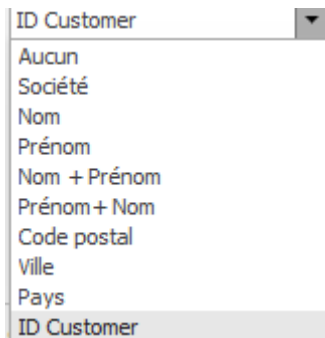 ID Customer
Aucun
Société
Nom
Prénom
Nom + Prénom
Prénom+ Nom
Code postal
Ville
Pays
ID Customer